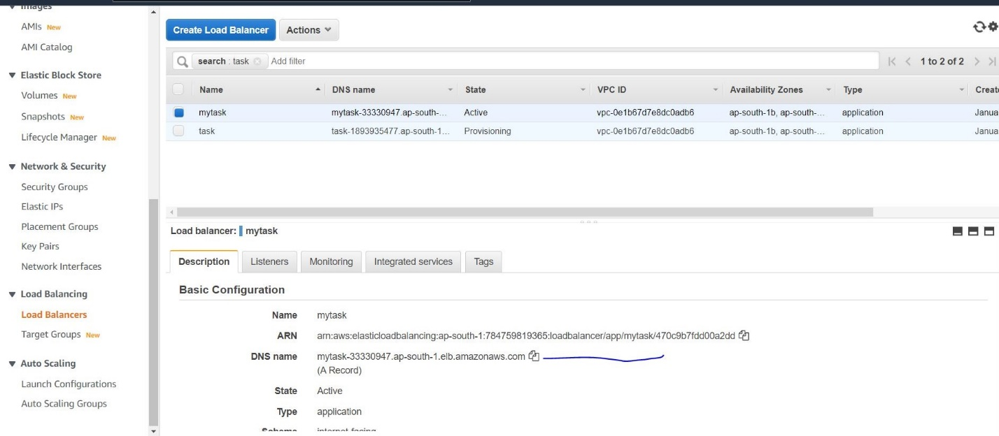 Images
AMIs New
AMI Catalog
Elastic Block Store
Volumes New
Snapshots New
Lifecycle Manager New
Network & Security
Security Groups
Elastic IPs
Placement Groups
Key Pairs
Network Interfaces
Load Balancing
Load Balancers
Target Groups New
Auto Scaling
Launch Configurations
Auto Scaling Groups
Create Load Balancer Actions
search : task Add filter 1 to 2 of 2
Name DNS name State VPC ID Availability Zones Type Creat
mytask mytask-33330947.ap-south-... Active vpc-0e1b67d7e8dc0adb6 ap-south-1b, ap-south-... application Janua
task task-1893935477.ap-south-1... Provisioning vpc-0e1b67d7e8dc0adb6 ap-south-1b, ap-south-... application Janua
Load balancer: mytask
Description Listeners Monitoring Integrated services Tags
Basic Configuration
Name mytask
ARN arn:aws:elasticloadbalancing:ap-south-1:784759819365:loadbalancer/app/mytask/470c9b7fdd00a2dd
DNS name mytask-33330947.ap-south-1.elb.amazonaws.com
(A Record)
State Active
Type application
Scheme internet-facing